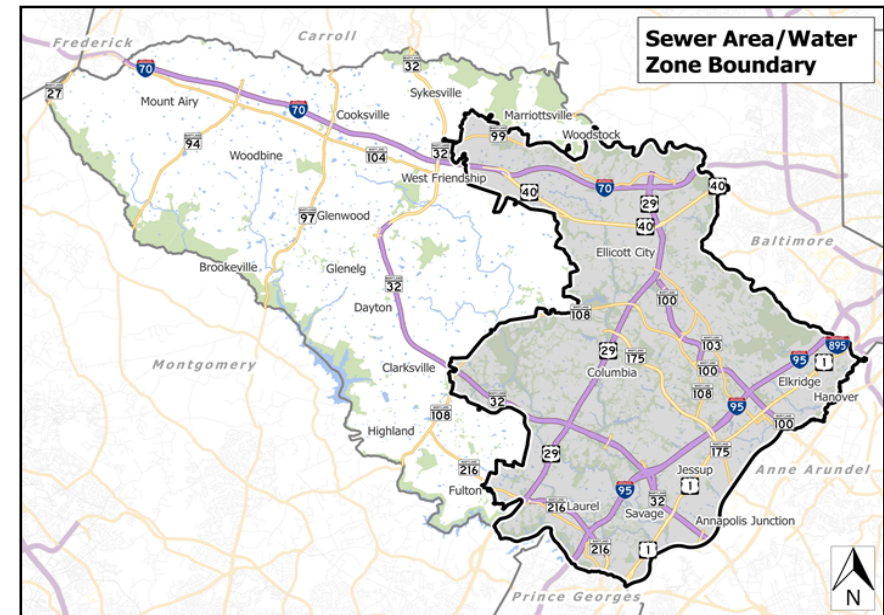 Sewer Area/Water
Zone Boundary
Frederick
Carroll
70
32
27
Mount Airy
Sykesville
70
Cooksville
Marriottsville
94
99
Woodstock
Woodbine
104
32
West Friendship
70
40
40
29
97
Glenwood
40
Baltimore
Ellicott City
Brookeville
Glenelg
32
100
Dayton
108
103
895
29
175
95
1
Montgomery
Clarksville
Columbia
100
Elkridge
108
Hanover
32
95
108
100
Highland
29
175
216
Jessup
Anne Arundel
Fulton
95
1
216
Laurel
32
Savage
Annapolis Junction
216
1
Prince Georges
N